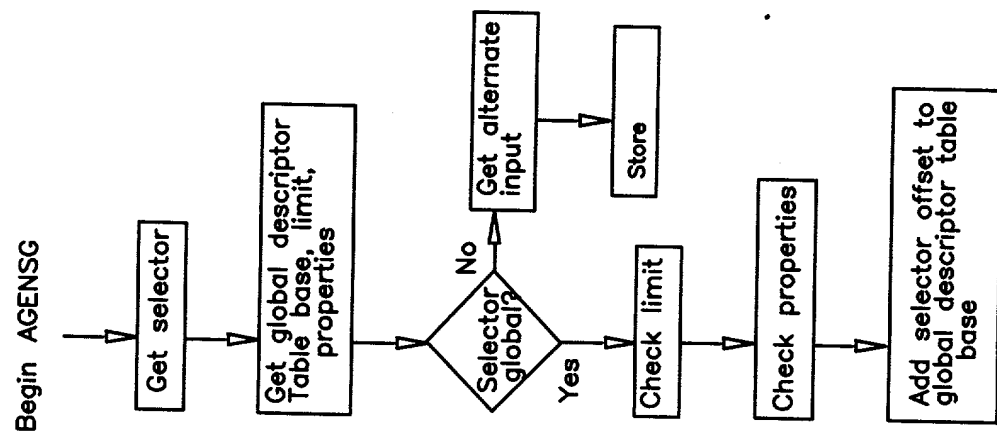 Begin AGENSG
Get selector
Get global descriptor
Table base, limit,
properties
Selector
global?
No
Get alternate
input
Store
Yes
Check limit
Check properties
Add selector offset to
global descriptor table
base